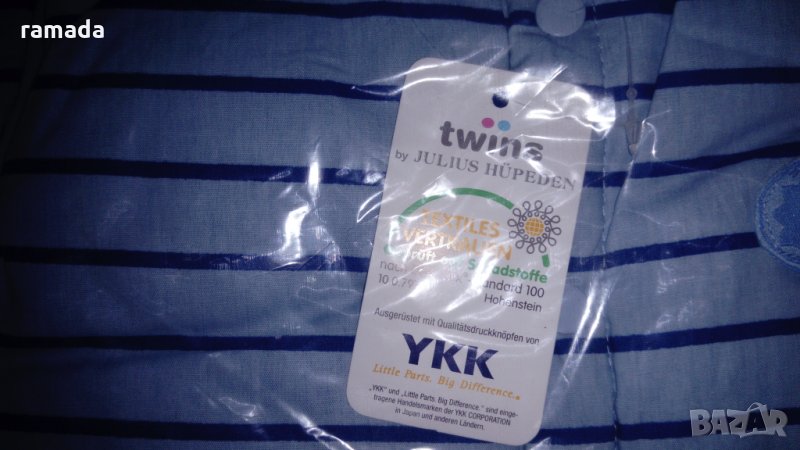 ramada
twins
by JULIUS HÜPEDEN
TEXTILES
VERTRAUEN
Schadstoffe
100
Hohenstein
Ausgerüstet mit Qualitätsdruckknöpfen von
YKK
Little Parts. Big Difference.®
„YKK" und „Little Parts. Big Difference." sind einge-
tragene Handelsmarken der YKK CORPORATION
in Japan und anderen Ländern.
BAZAR